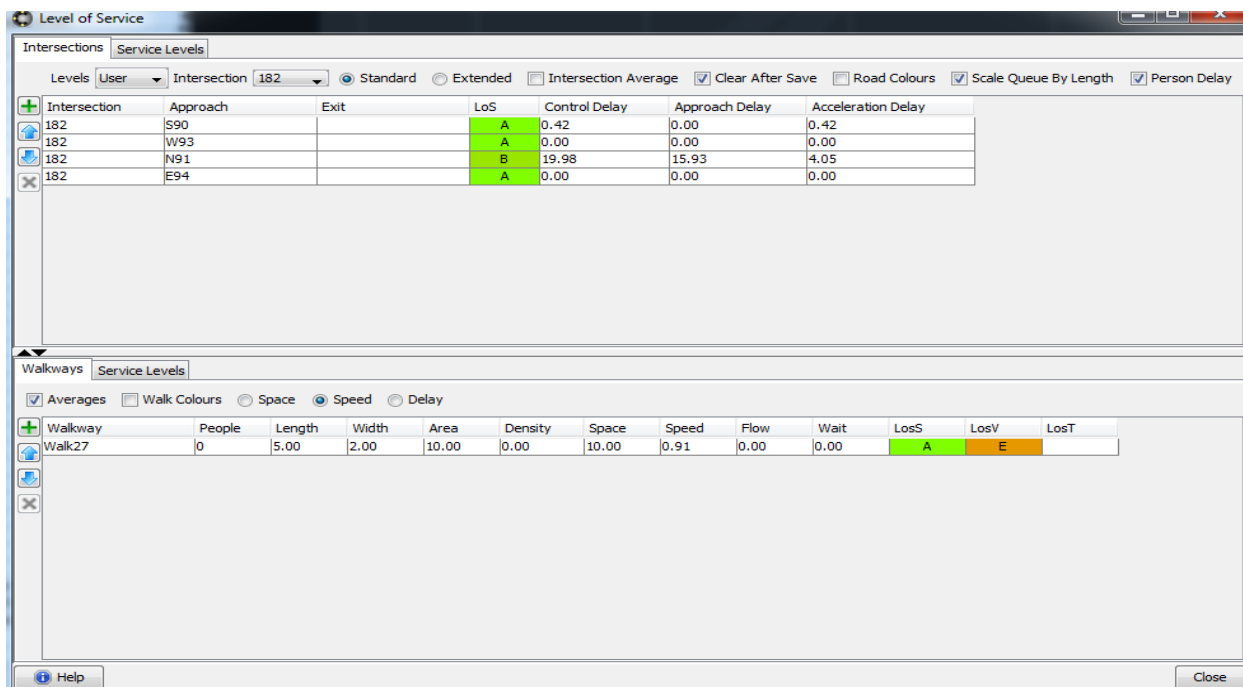 Level of Service
Intersections Service Levels
Levels User Intersection 182 Standard Extended Intersection Average Clear After Save Road Colours Scale Queue By Length Person Delay
Intersection Approach Exit LoS Control Delay Approach Delay Acceleration Delay
182 S90 A 0.42 0.00 0.42
182 W93 A 0.00 0.00 0.00
182 N91 B 19.98 15.93 4.05
182 E94 A 0.00 0.00 0.00
Walkways Service Levels
Averages Walk Colours Space Speed Delay
Walkway People Length Width Area Density Space Speed Flow Wait LosS LosV LosT
Walk27 0 5.00 2.00 10.00 0.00 10.00 0.91 0.00 0.00 A E
Help Close